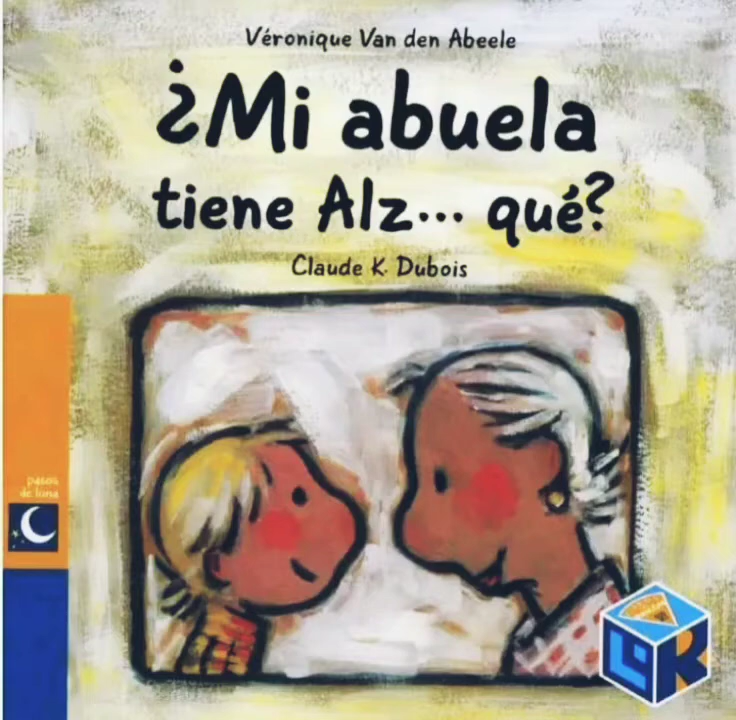 Véronique Van den Abeele
¿Mi abuela
tiene Alz... qué?
Claude K. Dubois
pasos
de luna